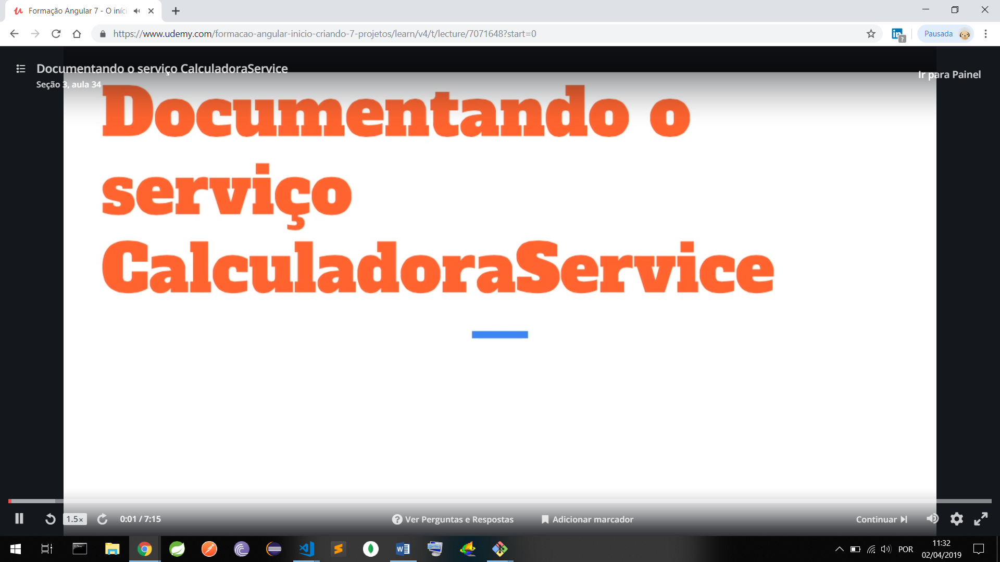 Formação Angular 7 - O iníci
https://www.udemy.com/formacao-angular-inicio-criando-7-projetos/learn/v4/t/lecture/7071648?start=0
in
?
Pausada
Documentando o serviço CalculadoraService
Seção 3, aula 34
Ir para Painel
Documentando o
serviço
CalculadoraService
1.5×
0:01 / 7:15
? Ver Perguntas e Respostas
Adicionar marcador
Continuar
POR
11:32
02/04/2019